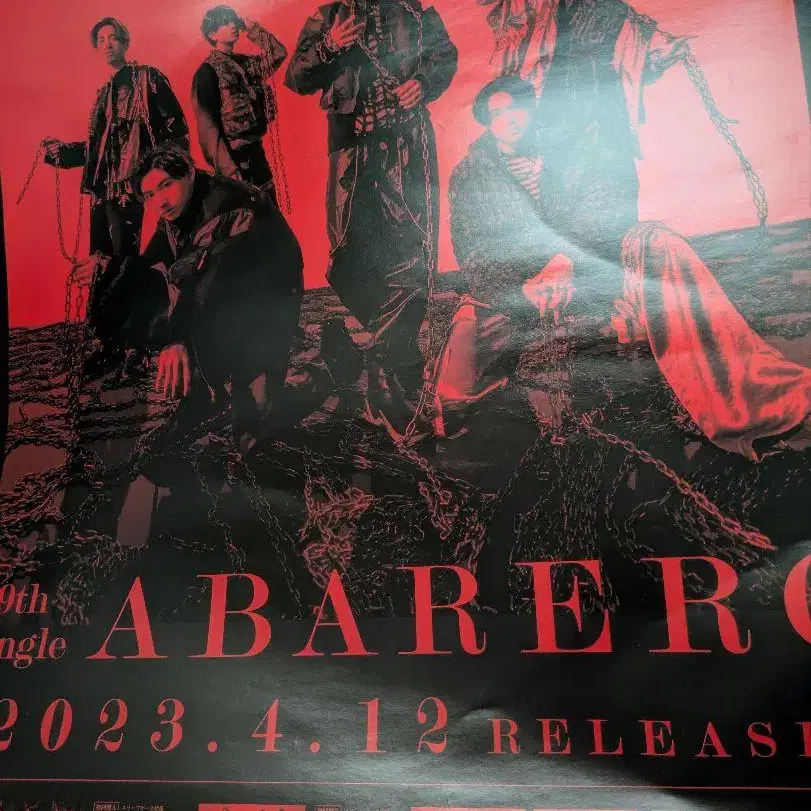 9th
ngle
ABARERO
2023.4.12 RELEAS